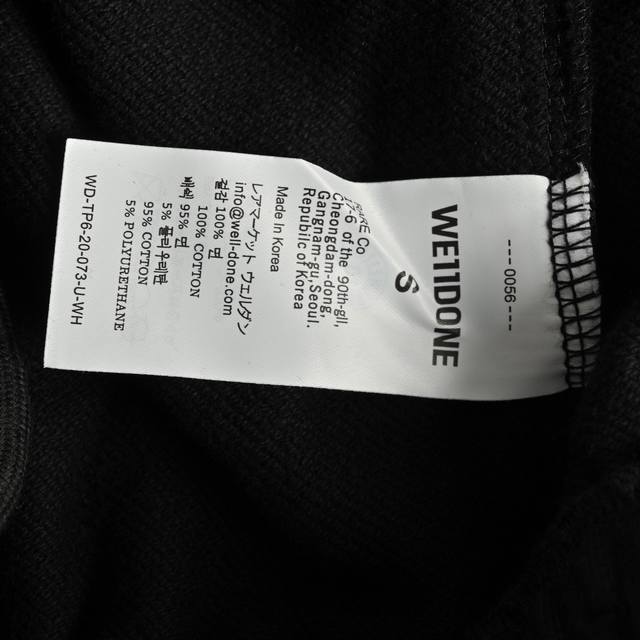 --- 0056 ---
WE11DONE
S
Co
of the 90th-gil,
Cheongdam-dong,
Gangnam-gu, Seoul.
Republic of Korea
Made In Korea
レアマーケット ウェルダン
info@well-done.com
겉감 100% 면
100% COTTON
배색 95% 면
5% 폴리우레탄
95% COTTON
5% POLYURETHANE
WD-TP6-20-073-U-WH